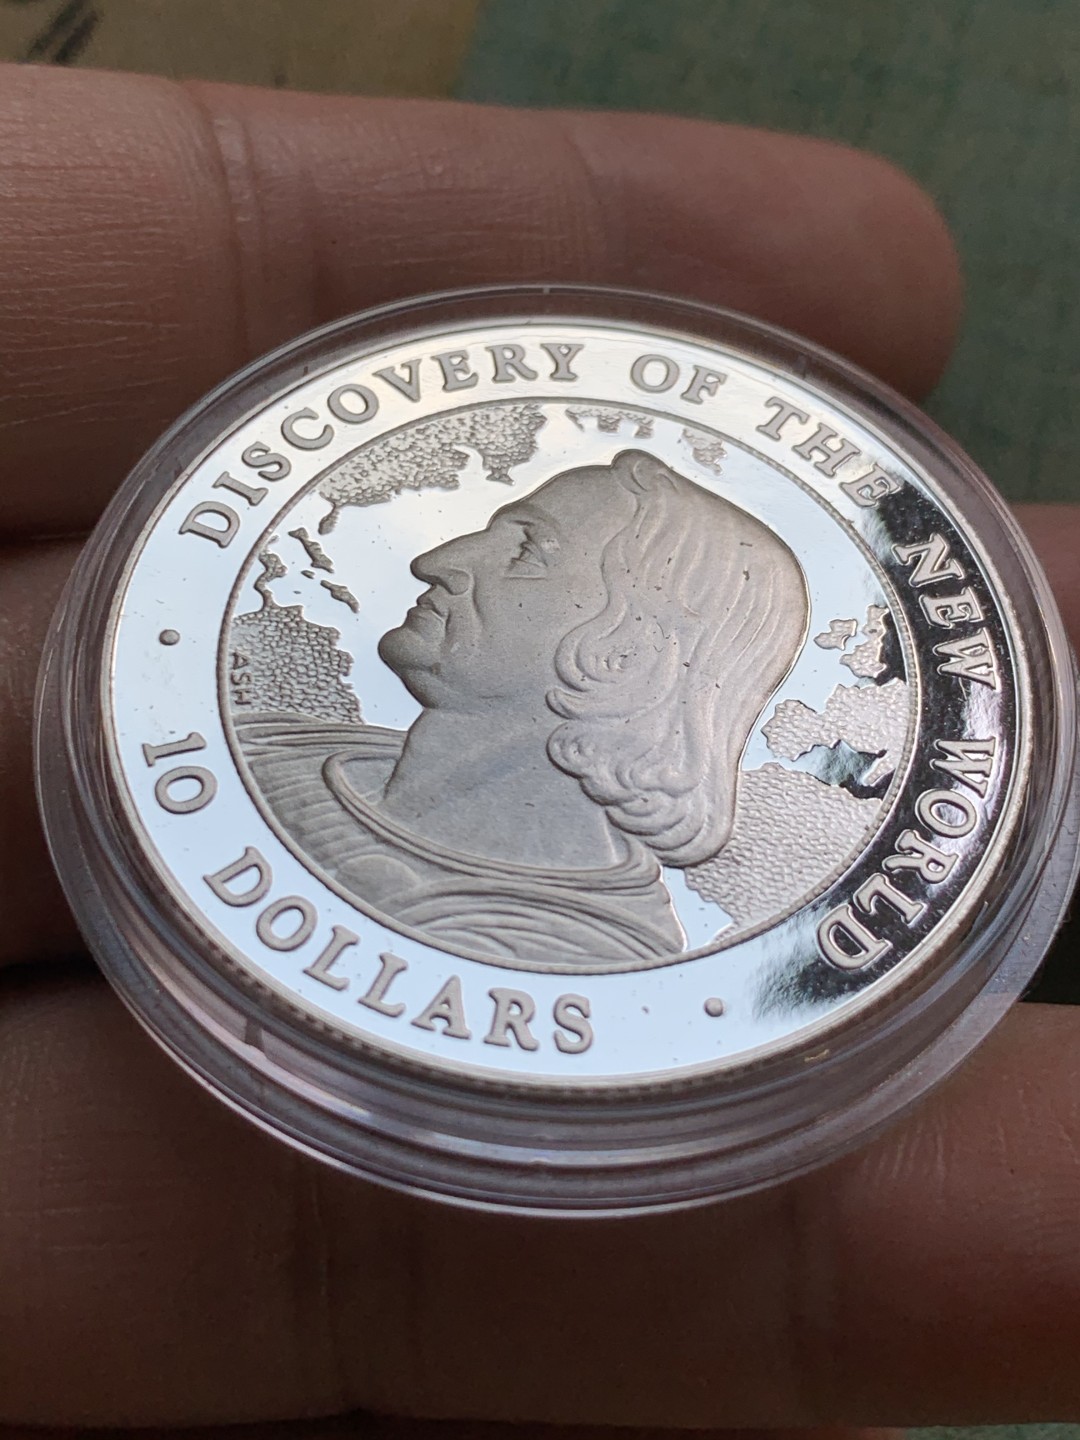 DISCOVERY OF THE NEW WORLD
ASH
· 10 DOLLARS ·